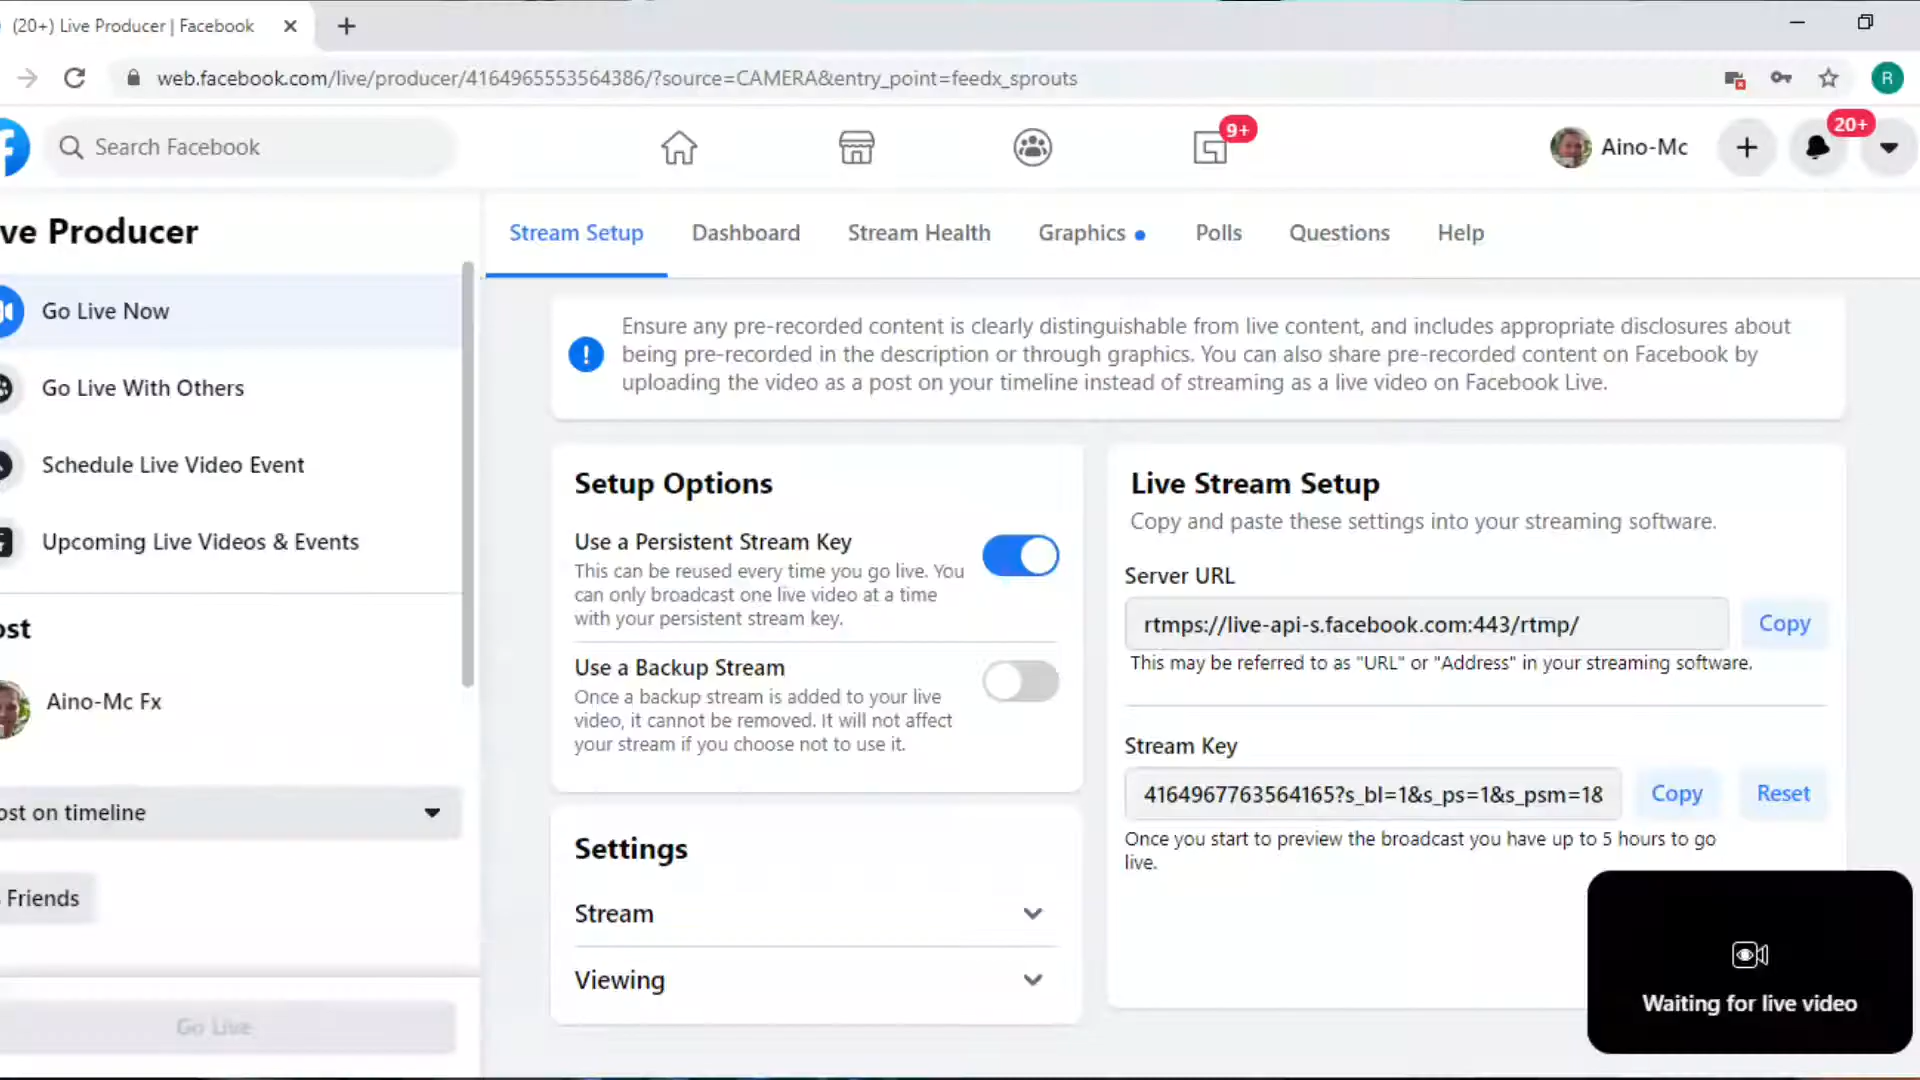 (20+) Live Producer | Facebook
web.facebook.com/live/producer/4164965553564386/?source=CAMERA&entry_point=feedx_sprouts
R
Search Facebook
9+
Aino-Mc
20+
ve Producer
Go Live Now
Go Live With Others
Schedule Live Video Event
Upcoming Live Videos & Events
ost
Aino-Mc Fx
ost on timeline
Friends
Go Live
Stream Setup
Dashboard
Stream Health
Graphics
Polls
Questions
Help
Ensure any pre-recorded content is clearly distinguishable from live content, and includes appropriate disclosures about
being pre-recorded in the description or through graphics. You can also share pre-recorded content on Facebook by
uploading the video as a post on your timeline instead of streaming as a live video on Facebook Live.
Setup Options
Use a Persistent Stream Key
This can be reused every time you go live. You
can only broadcast one live video at a time
with your persistent stream key.
Use a Backup Stream
Once a backup stream is added to your live
video, it cannot be removed. It will not affect
your stream if you choose not to use it.
Settings
Stream
Viewing
Live Stream Setup
Copy and paste these settings into your streaming software.
Server URL
rtmps://live-api-s.facebook.com:443/rtmp/
Copy
This may be referred to as "URL" or "Address" in your streaming software.
Stream Key
4164967763564165?s_bl=1&s_ps=1&s_psm=1&
Copy
Reset
Once you start to preview the broadcast you have up to 5 hours to go
live.
Waiting for live video